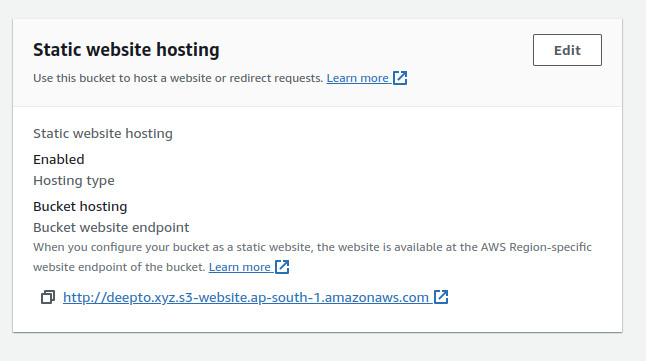 Static website hosting
Edit
Use this bucket to host a website or redirect requests. Learn more
Static website hosting
Enabled
Hosting type
Bucket hosting
Bucket website endpoint
When you configure your bucket as a static website, the website is available at the AWS Region-specific
website endpoint of the bucket. Learn more
http://deepto.xyz.s3-website.ap-south-1.amazonaws.com